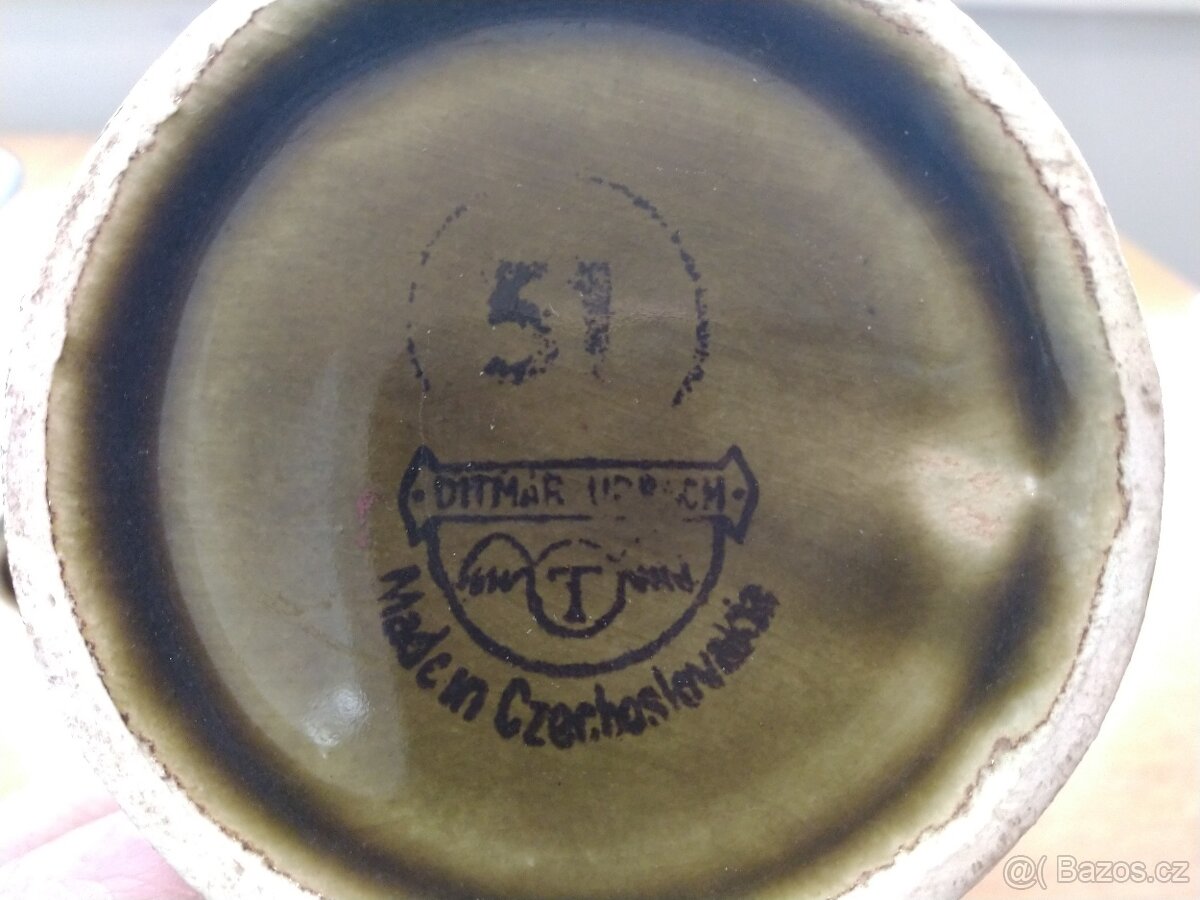 51
DITMAR URBACH
T
Made in Czechoslovakia
@( Bazos.cz